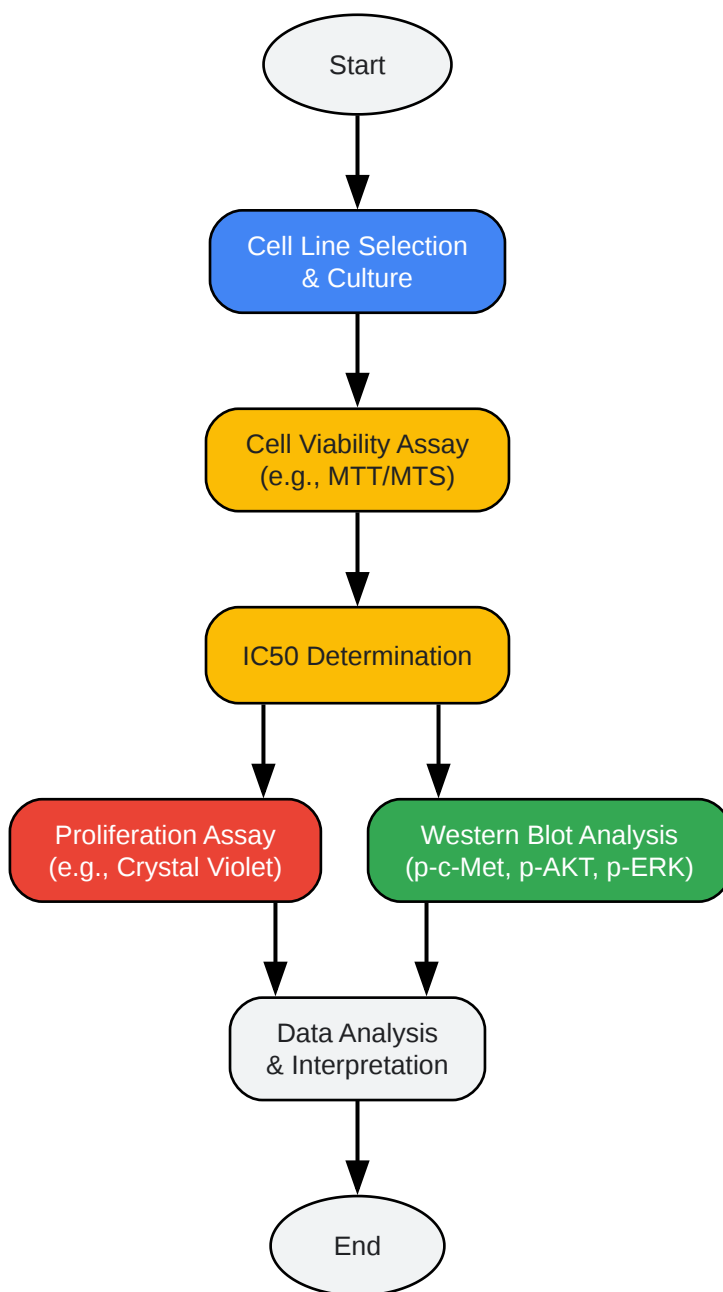 Start
Cell Line Selection
& Culture
Cell Viability Assay
(e.g., MTT/MTS)
IC50 Determination
Proliferation Assay
(e.g., Crystal Violet)
Western Blot Analysis
(p-c-Met, p-AKT, p-ERK)
Data Analysis
& Interpretation
End